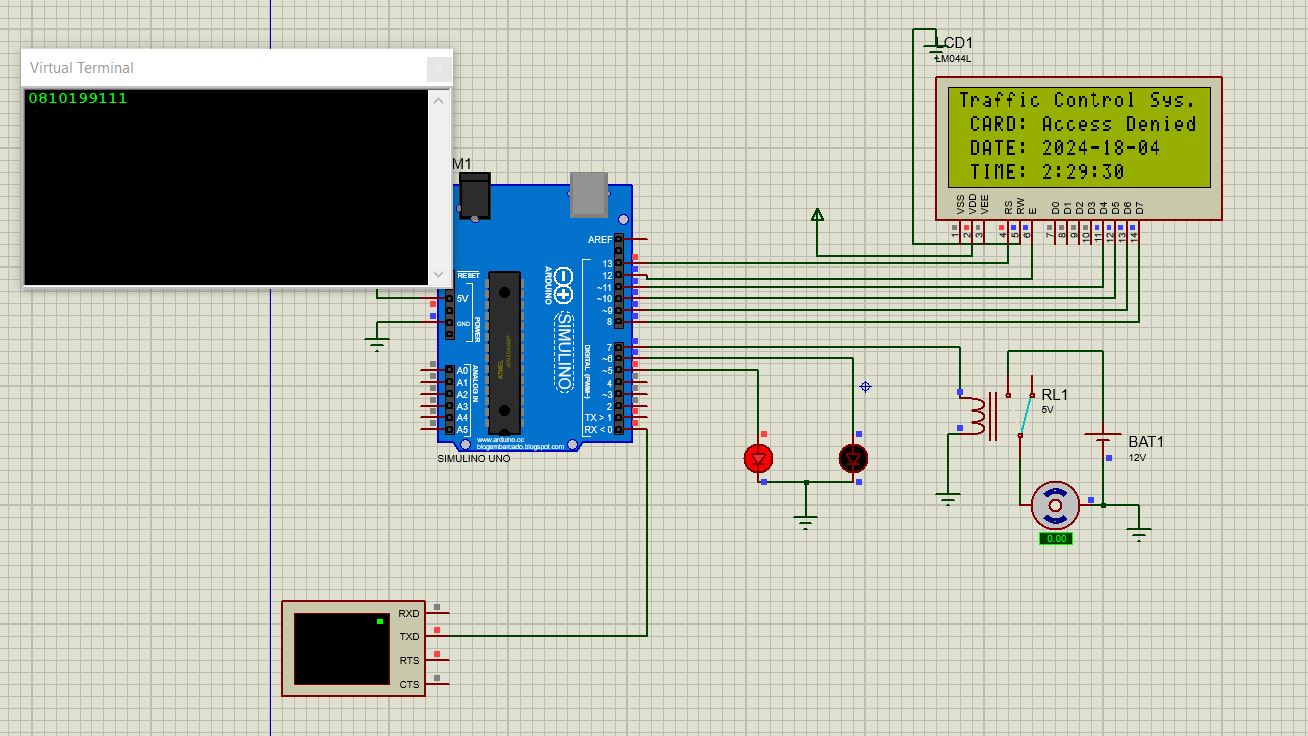 Virtual Terminal
0810199111
M1
LCD1
LM044L
Traffic Control Sys.
CARD: Access Denied
DATE: 2024-18-04
TIME: 2:29:30
VSS
VDD
VEE
RS
RW
E
D0
D1
D2
D3
D4
D5
D6
D7
1
2
3
4
5
6
7
8
9
10
11
12
13
14
AREF
13
12
~11
~10
~9
8
7
~6
~5
4
~3
2
TX > 1
RX < 0
RESET
5V
GND
POWER
A0
A1
A2
A3
A4
A5
ANALOG IN
ATMEL
ARDUINO
SIMULINO
DIGITAL (PWM~)
www.arduino.cc
blogembarcado.blogspot.com
SIMULINO UNO
RL1
5V
BAT1
12V
0.00
RXD
TXD
RTS
CTS